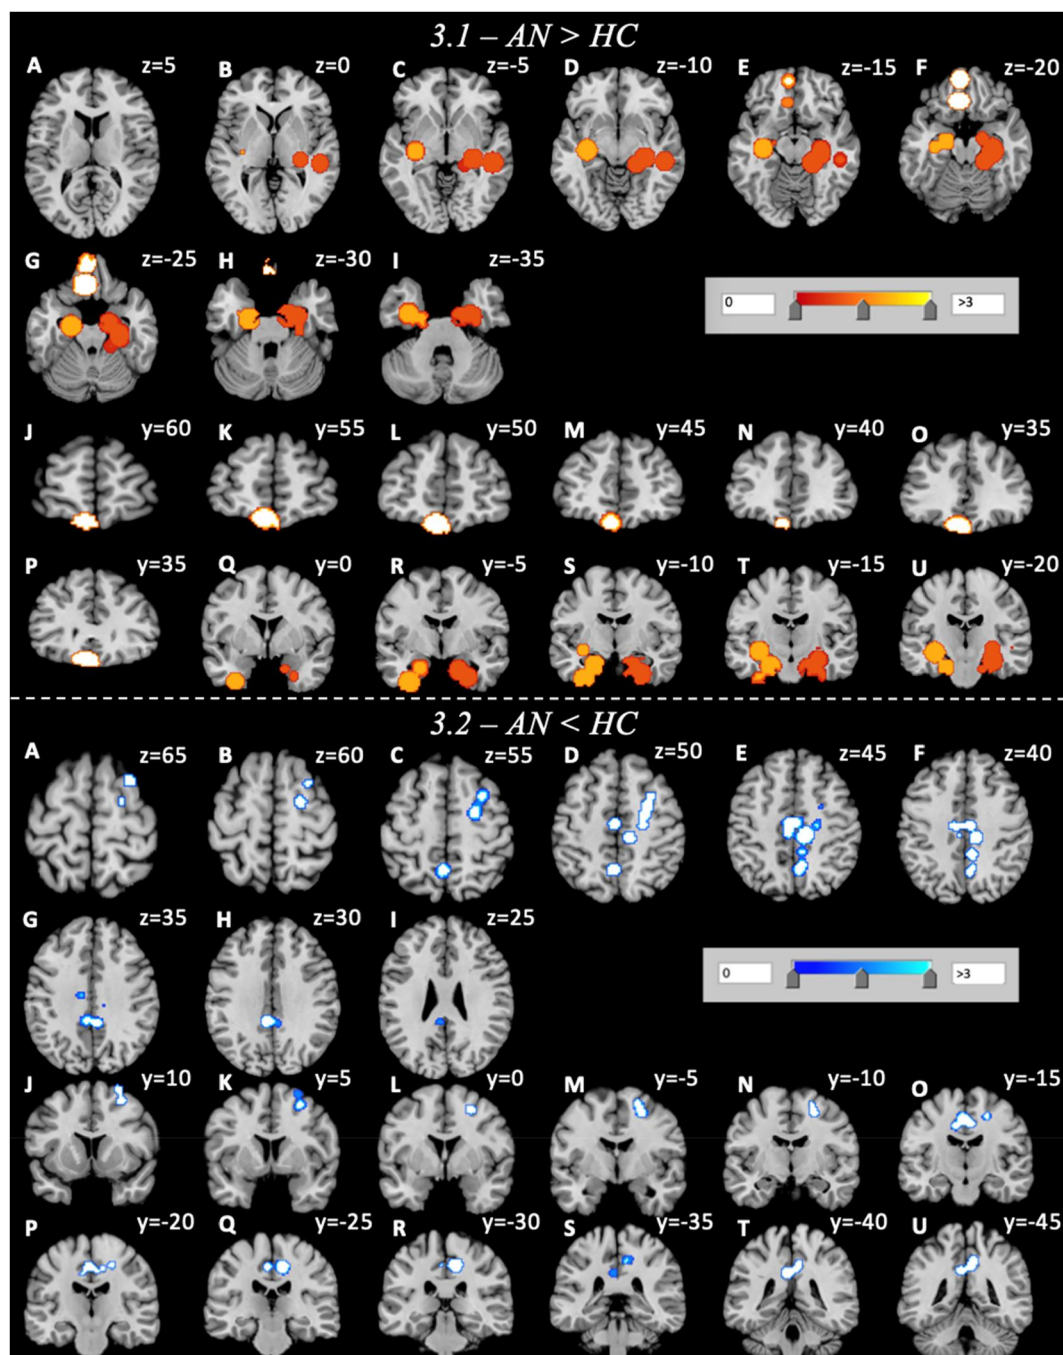 3.1 – AN > HC
A z=5 B z=0 C z=-5 D z=-10 E z=-15 F z=-20
G z=-25 H z=-30 I z=-35
0 >3
J y=60 K y=55 L y=50 M y=45 N y=40 O y=35
P y=35 Q y=0 R y=-5 S y=-10 T y=-15 U y=-20
3.2 – AN < HC
A z=65 B z=60 C z=55 D z=50 E z=45 F z=40
G z=35 H z=30 I z=25
0 >3
J y=10 K y=5 L y=0 M y=-5 N y=-10 O y=-15
P y=-20 Q y=-25 R y=-30 S y=-35 T y=-40 U y=-45